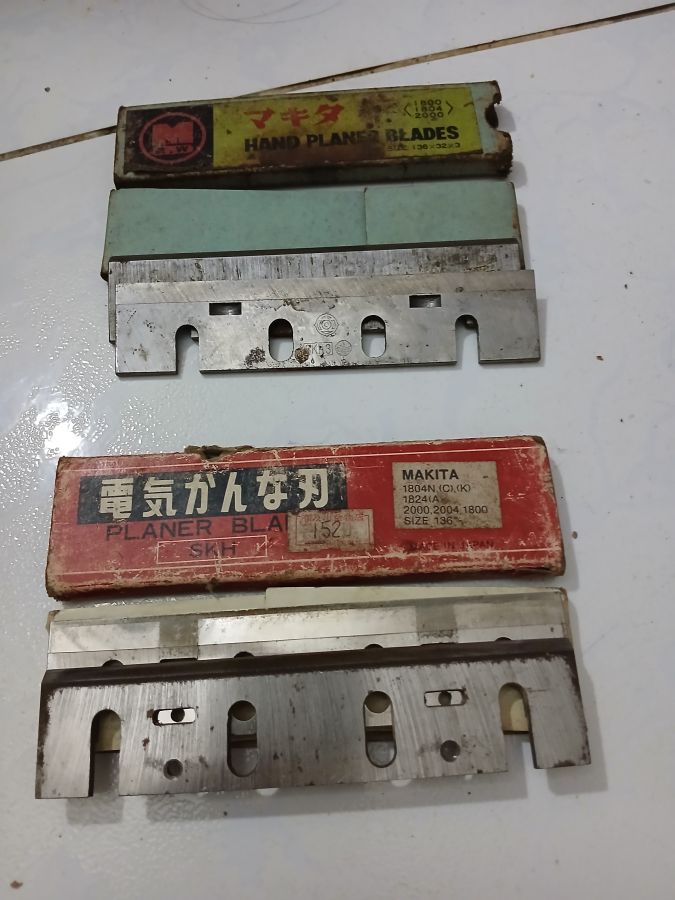 M
マキタ
<1800
1804
2000>
HAND PLANER BLADES
SIZE 136×32×3
電気かんな刃
PLANER BLA
SKH
1520
MAKITA
1804N,(C),(K)
1824(A
2000,2004,1800
SIZE 136
MADE IN JAPAN